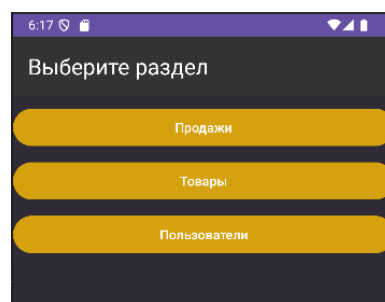 6:17
Выберите раздел
Продажи
Товары
Пользователи